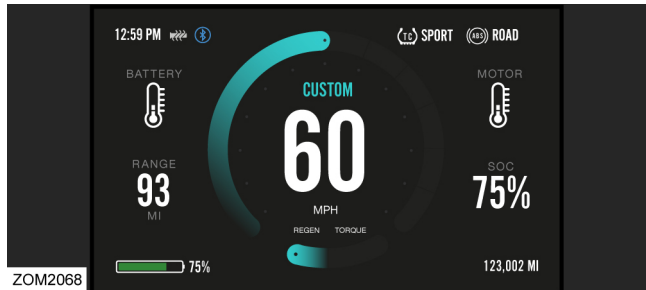 12:59 PM
TC SPORT
ABS ROAD
BATTERY
MOTOR
CUSTOM
60
MPH
RANGE
93
MI
SOC
75%
REGEN TORQUE
75%
123,002 MI
ZOM2068